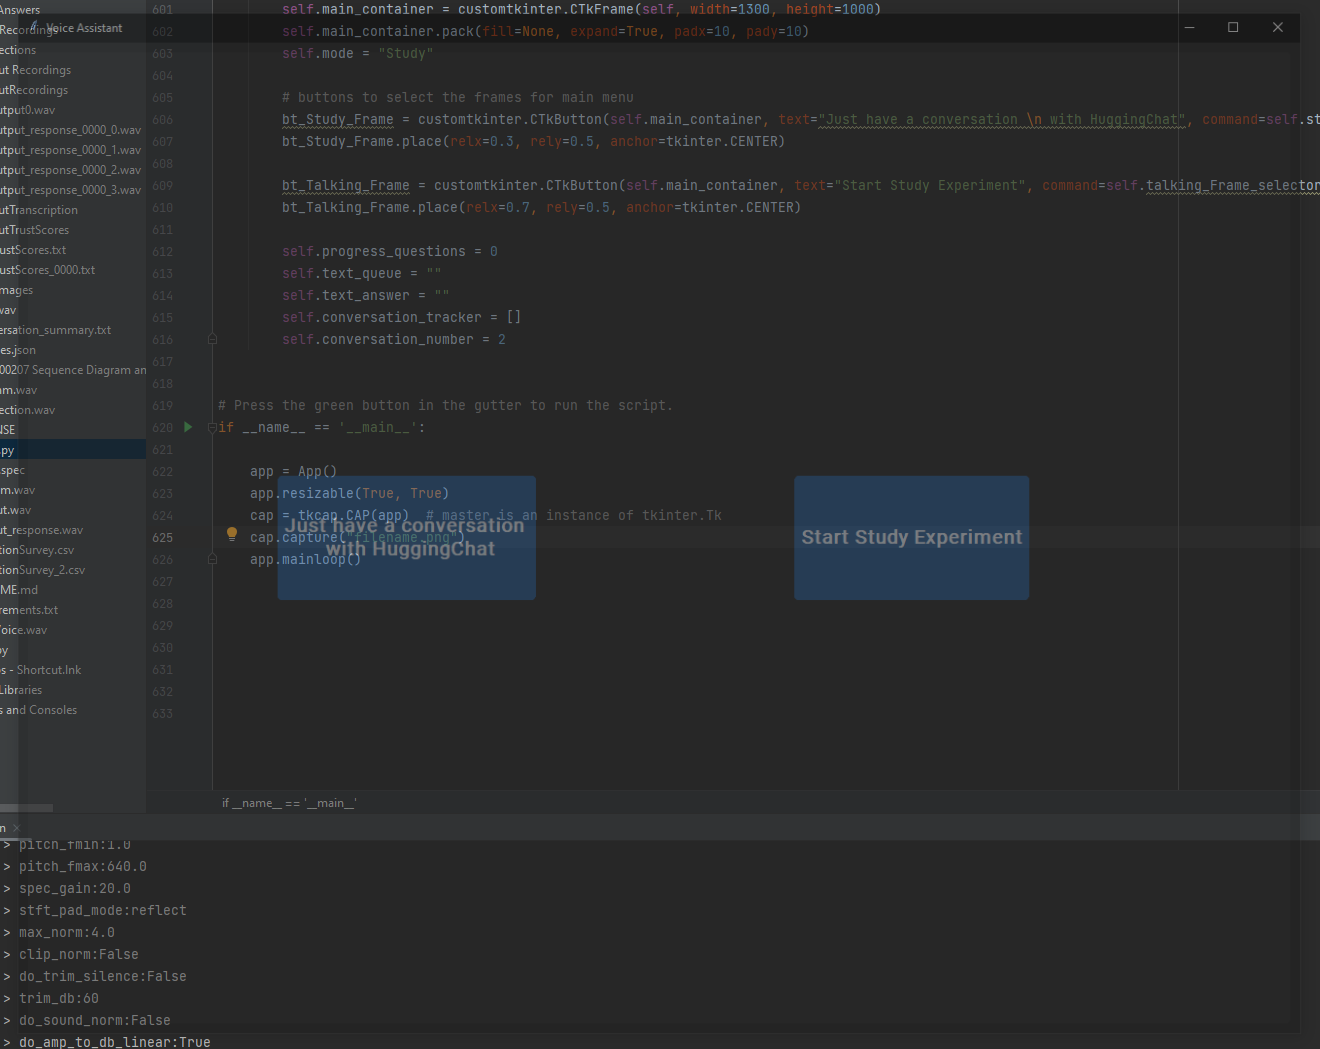 Answers
Recordings
ections
ut Recordings
utRecordings
utput0.wav
utput_response_0000_0.wav
utput_response_0000_1.wav
utput_response_0000_2.wav
utput_response_0000_3.wav
utTranscription
utTrustScores
ustScores.txt
ustScores_0000.txt
mages
wav
ersation_summary.txt
es.json
00207 Sequence Diagram an
am.wav
ection.wav
NSE
.py
.spec
m.wav
ut.wav
ut_response.wav
tionSurvey.csv
tionSurvey_2.csv
ME.md
rements.txt
oice.wav
py
os - Shortcut.lnk
Libraries
s and Consoles
Voice Assistant
601 self.main_container = customtkinter.CTkFrame(self, width=1300, height=1000)
602 self.main_container.pack(fill=None, expand=True, padx=10, pady=10)
603 self.mode = "Study"
604
605 # buttons to select the frames for main menu
606 bt_Study_Frame = customtkinter.CTkButton(self.main_container, text="Just have a conversation \n with HuggingChat", command=self.st
607 bt_Study_Frame.place(relx=0.3, rely=0.5, anchor=tkinter.CENTER)
608
609 bt_Talking_Frame = customtkinter.CTkButton(self.main_container, text="Start Study Experiment", command=self.talking_Frame_selector
610 bt_Talking_Frame.place(relx=0.7, rely=0.5, anchor=tkinter.CENTER)
611
612 self.progress_questions = 0
613 self.text_queue = ""
614 self.text_answer = ""
615 self.conversation_tracker = []
616 self.conversation_number = 2
617
618
619 # Press the green button in the gutter to run the script.
620 if __name__ == '__main__':
621
622 app = App()
623 app.resizable(True, True)
624 cap = tkcap.CAP(app) # master is an instance of tkinter.Tk
625 cap.capture("filename.png")
626 app.mainloop()
627
628
629
630
631
632
633
Just have a conversation
with HuggingChat
Start Study Experiment
if __name__ == '__main__'
n ×
> pitch_fmin:1.0
> pitch_fmax:640.0
> spec_gain:20.0
> stft_pad_mode:reflect
> max_norm:4.0
> clip_norm:False
> do_trim_silence:False
> trim_db:60
> do_sound_norm:False
> do_amp_to_db_linear:True